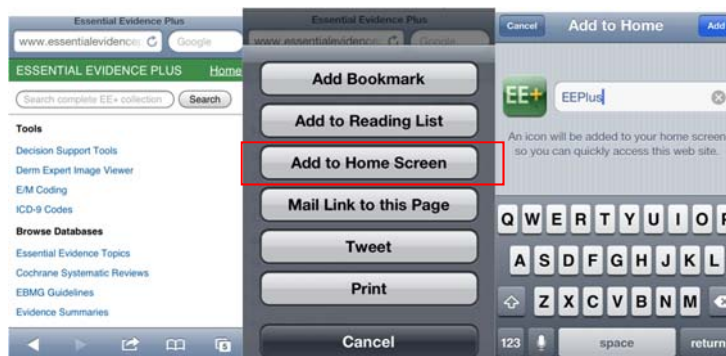 Essential Evidence Plus
www.essentialevidence
Google
ESSENTIAL EVIDENCE PLUS Home
Search complete EE+ collection Search
Tools
Decision Support Tools
Derm Expert Image Viewer
E/M Coding
ICD-9 Codes
Browse Databases
Essential Evidence Topics
Cochrane Systematic Reviews
EBMG Guidelines
Evidence Summaries
5
Essential Evidence Plus
www.essentialevidence
Google
Add Bookmark
Add to Reading List
Add to Home Screen
Mail Link to this Page
Tweet
Print
Cancel
Cancel Add to Home Add
EE+ EEPlus
An icon will be added to your home screen
so you can quickly access this web site.
Q W E R T Y U I O P
A S D F G H J K L
Z X C V B N M
123 space return